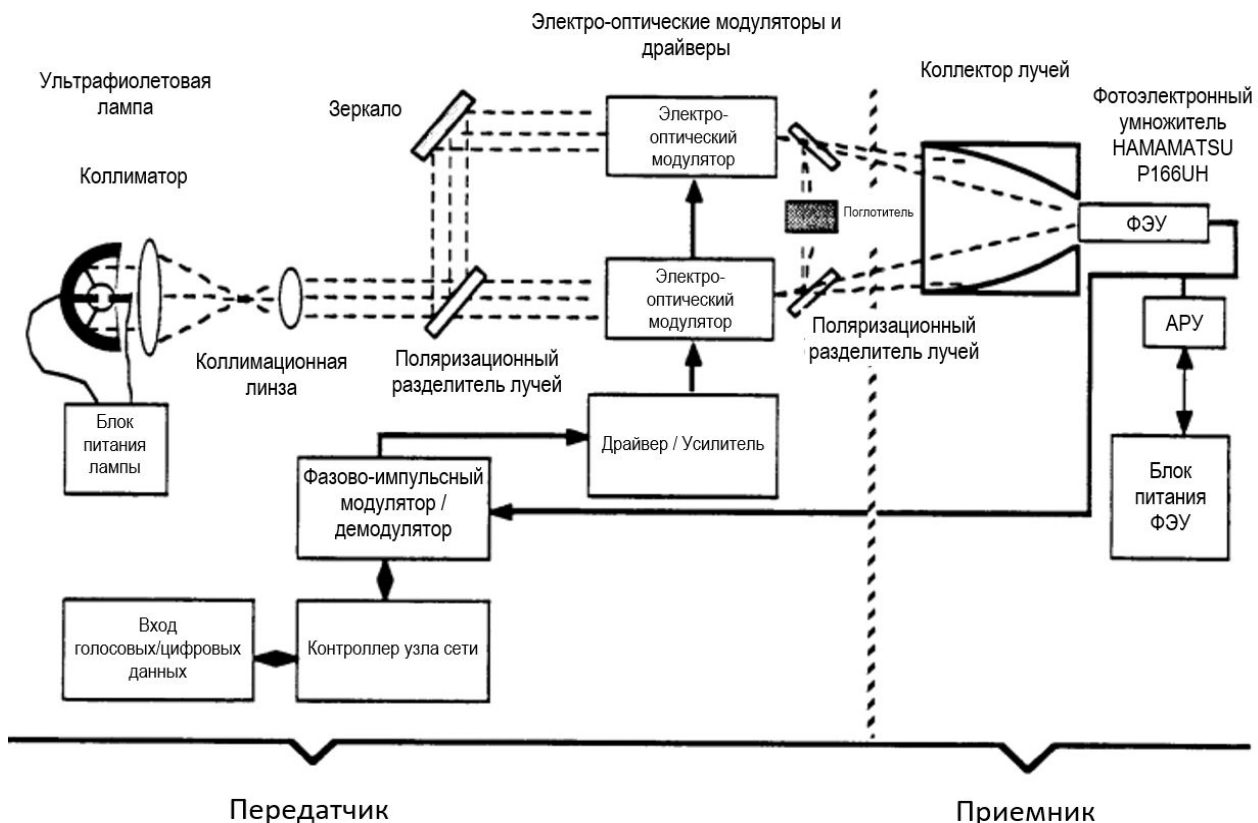 Электро-оптические модуляторы и
драйверы
Ультрафиолетовая
лампа
Зеркало
Коллектор лучей
Фотоэлектронный
умножитель
HAMAMATSU
P166UH
Коллиматор
Электро-
оптический
модулятор
Поглотитель
ФЭУ
Электро-
оптический
модулятор
АРУ
Коллимационная
линза
Поляризационный
разделитель лучей
Поляризационный
разделитель лучей
Блок
питания
лампы
Драйвер / Усилитель
Фазово-импульсный
модулятор /
демодулятор
Блок
питания
ФЭУ
Вход
голосовых/цифровых
данных
Контроллер узла сети
Передатчик
Приемник